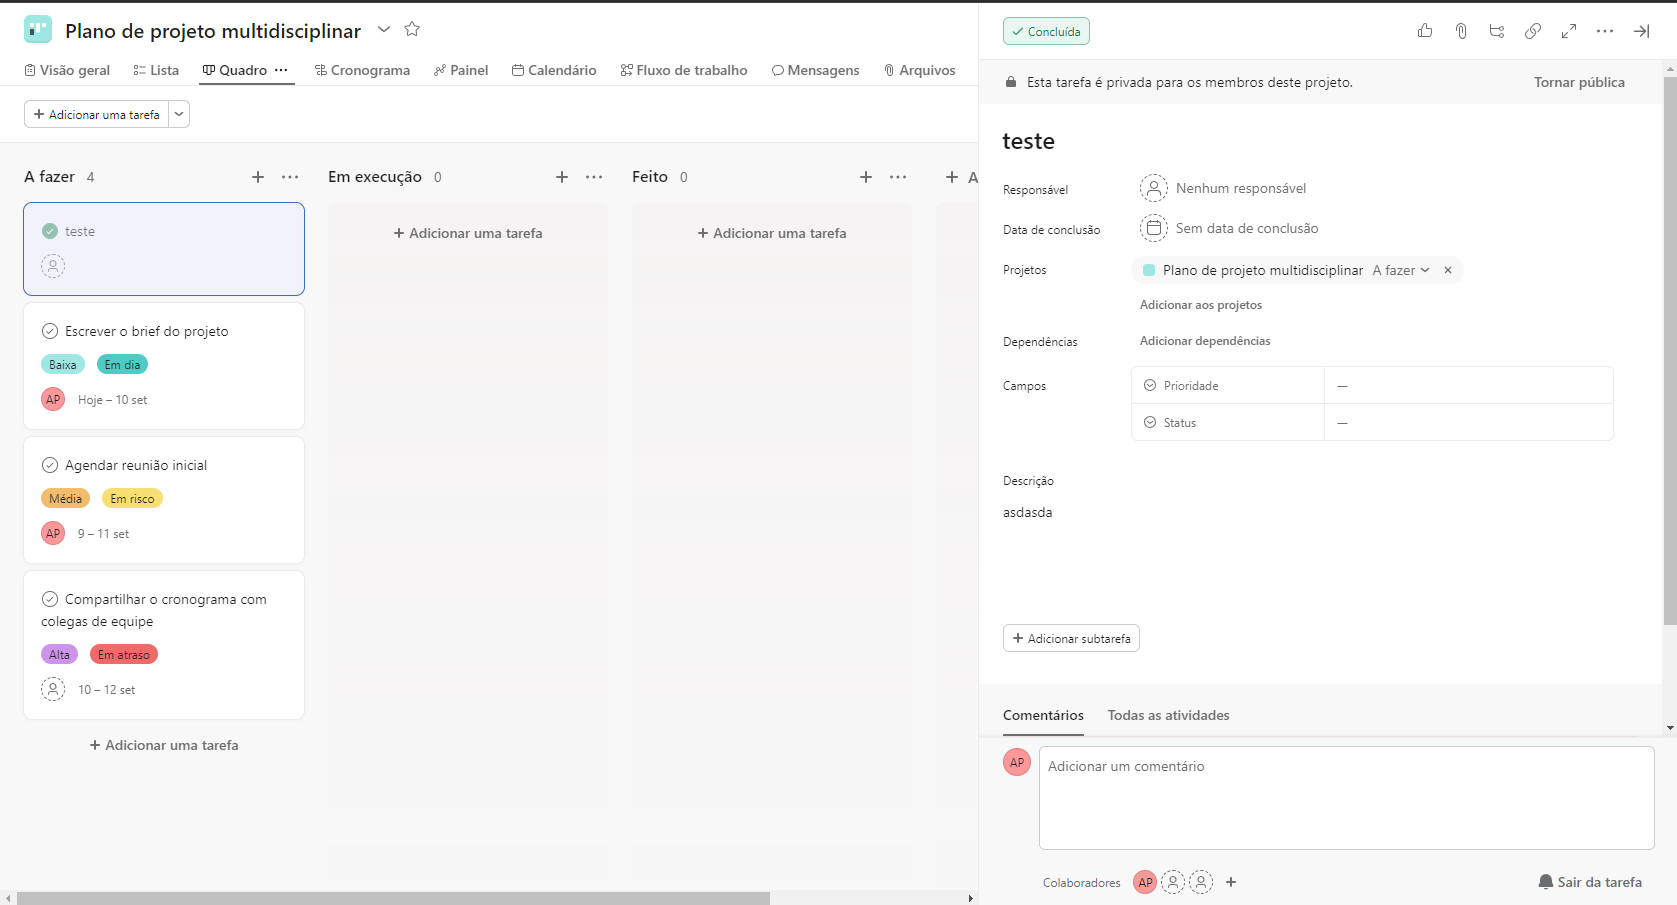 Plano de projeto multidisciplinar
Visão geral
Lista
Quadro
Cronograma
Painel
Calendário
Fluxo de trabalho
Mensagens
Arquivos
+ Adicionar uma tarefa
A fazer 4
teste
Escrever o brief do projeto
Baixa Em dia
AP Hoje – 10 set
Agendar reunião inicial
Média Em risco
AP 9 – 11 set
Compartilhar o cronograma com
colegas de equipe
Alta Em atraso
10 – 12 set
+ Adicionar uma tarefa
Em execução 0
+ Adicionar uma tarefa
Feito 0
+ Adicionar uma tarefa
+ A
Concluída
Esta tarefa é privada para os membros deste projeto.
Tornar pública
teste
Responsável Nenhum responsável
Data de conclusão Sem data de conclusão
Projetos Plano de projeto multidisciplinar A fazer ×
Adicionar aos projetos
Dependências Adicionar dependências
Campos Prioridade —
Status —
Descrição
asdasda
+ Adicionar subtarefa
Comentários Todas as atividades
AP Adicionar um comentário
Colaboradores AP + Sair da tarefa